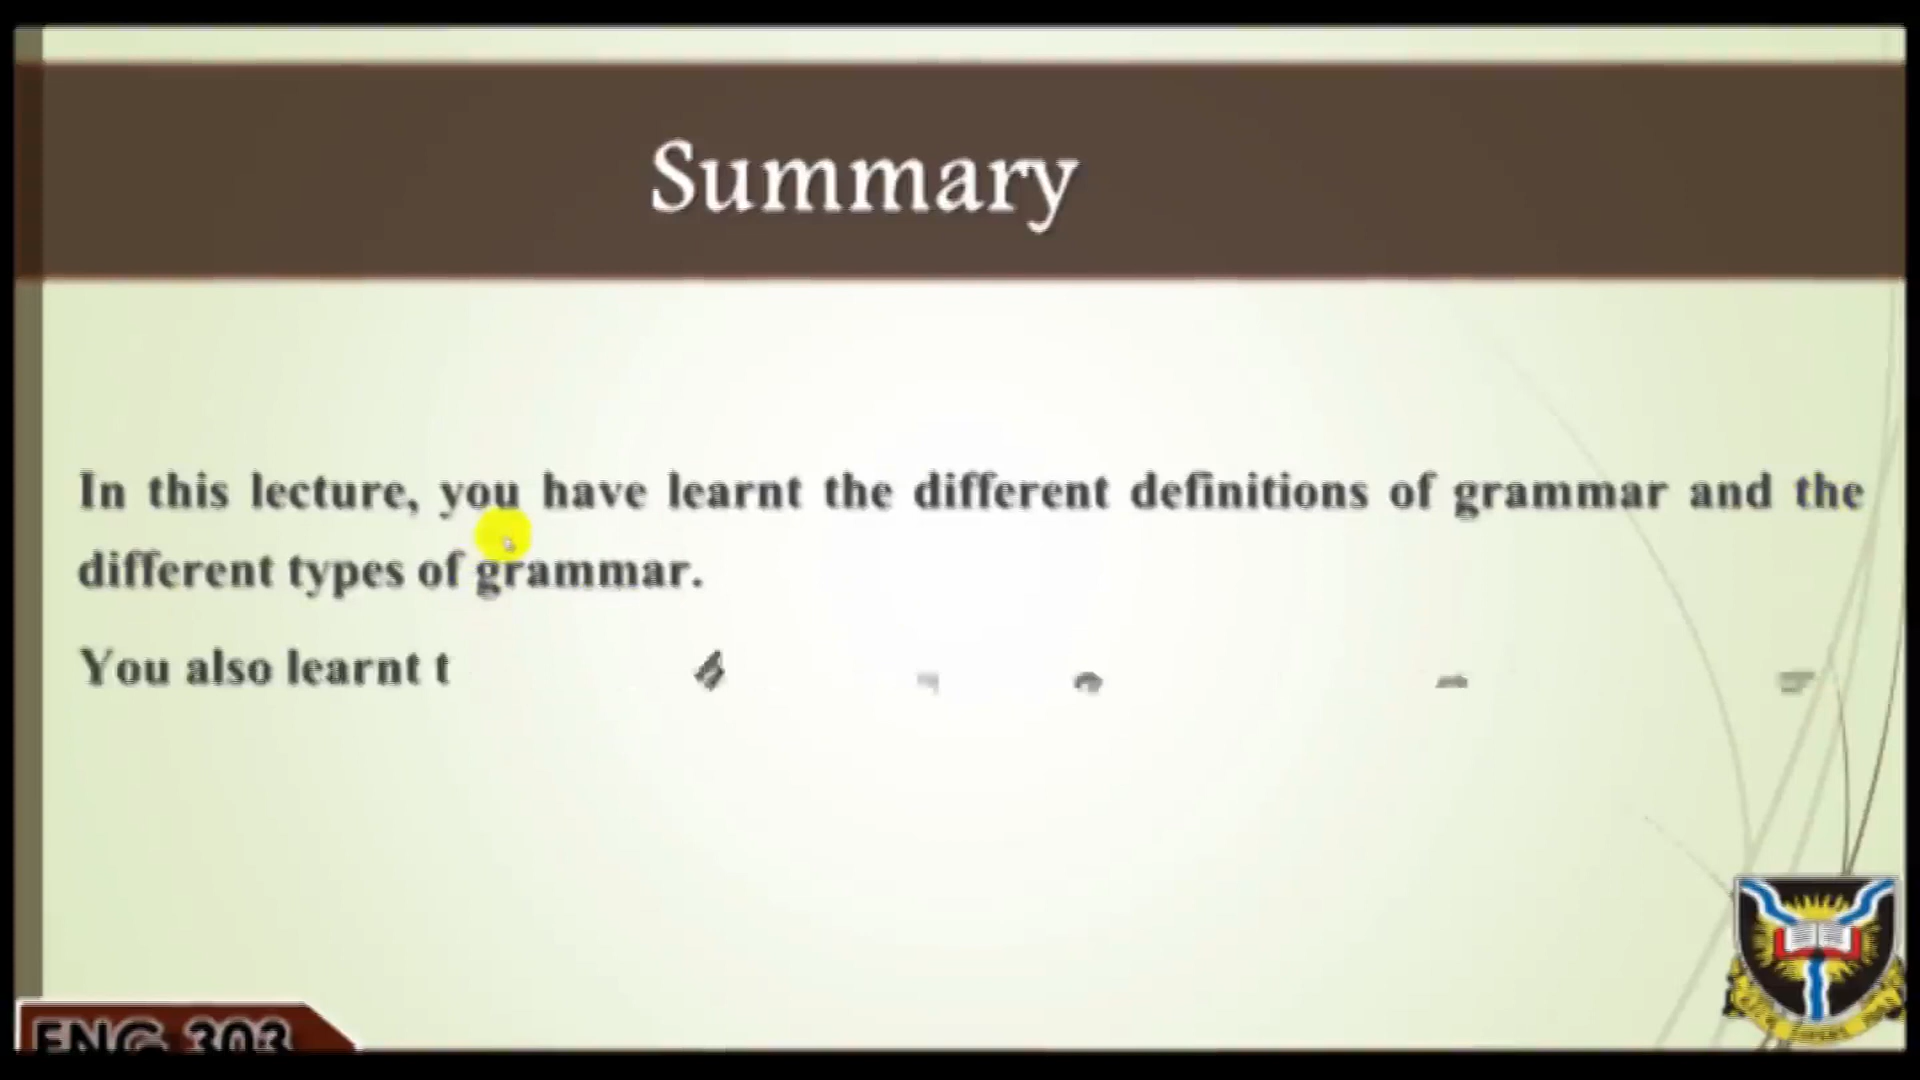 Summary
In this lecture, you have learnt the different definitions of grammar and the
different types of grammar.
You also learnt t
ENG 303